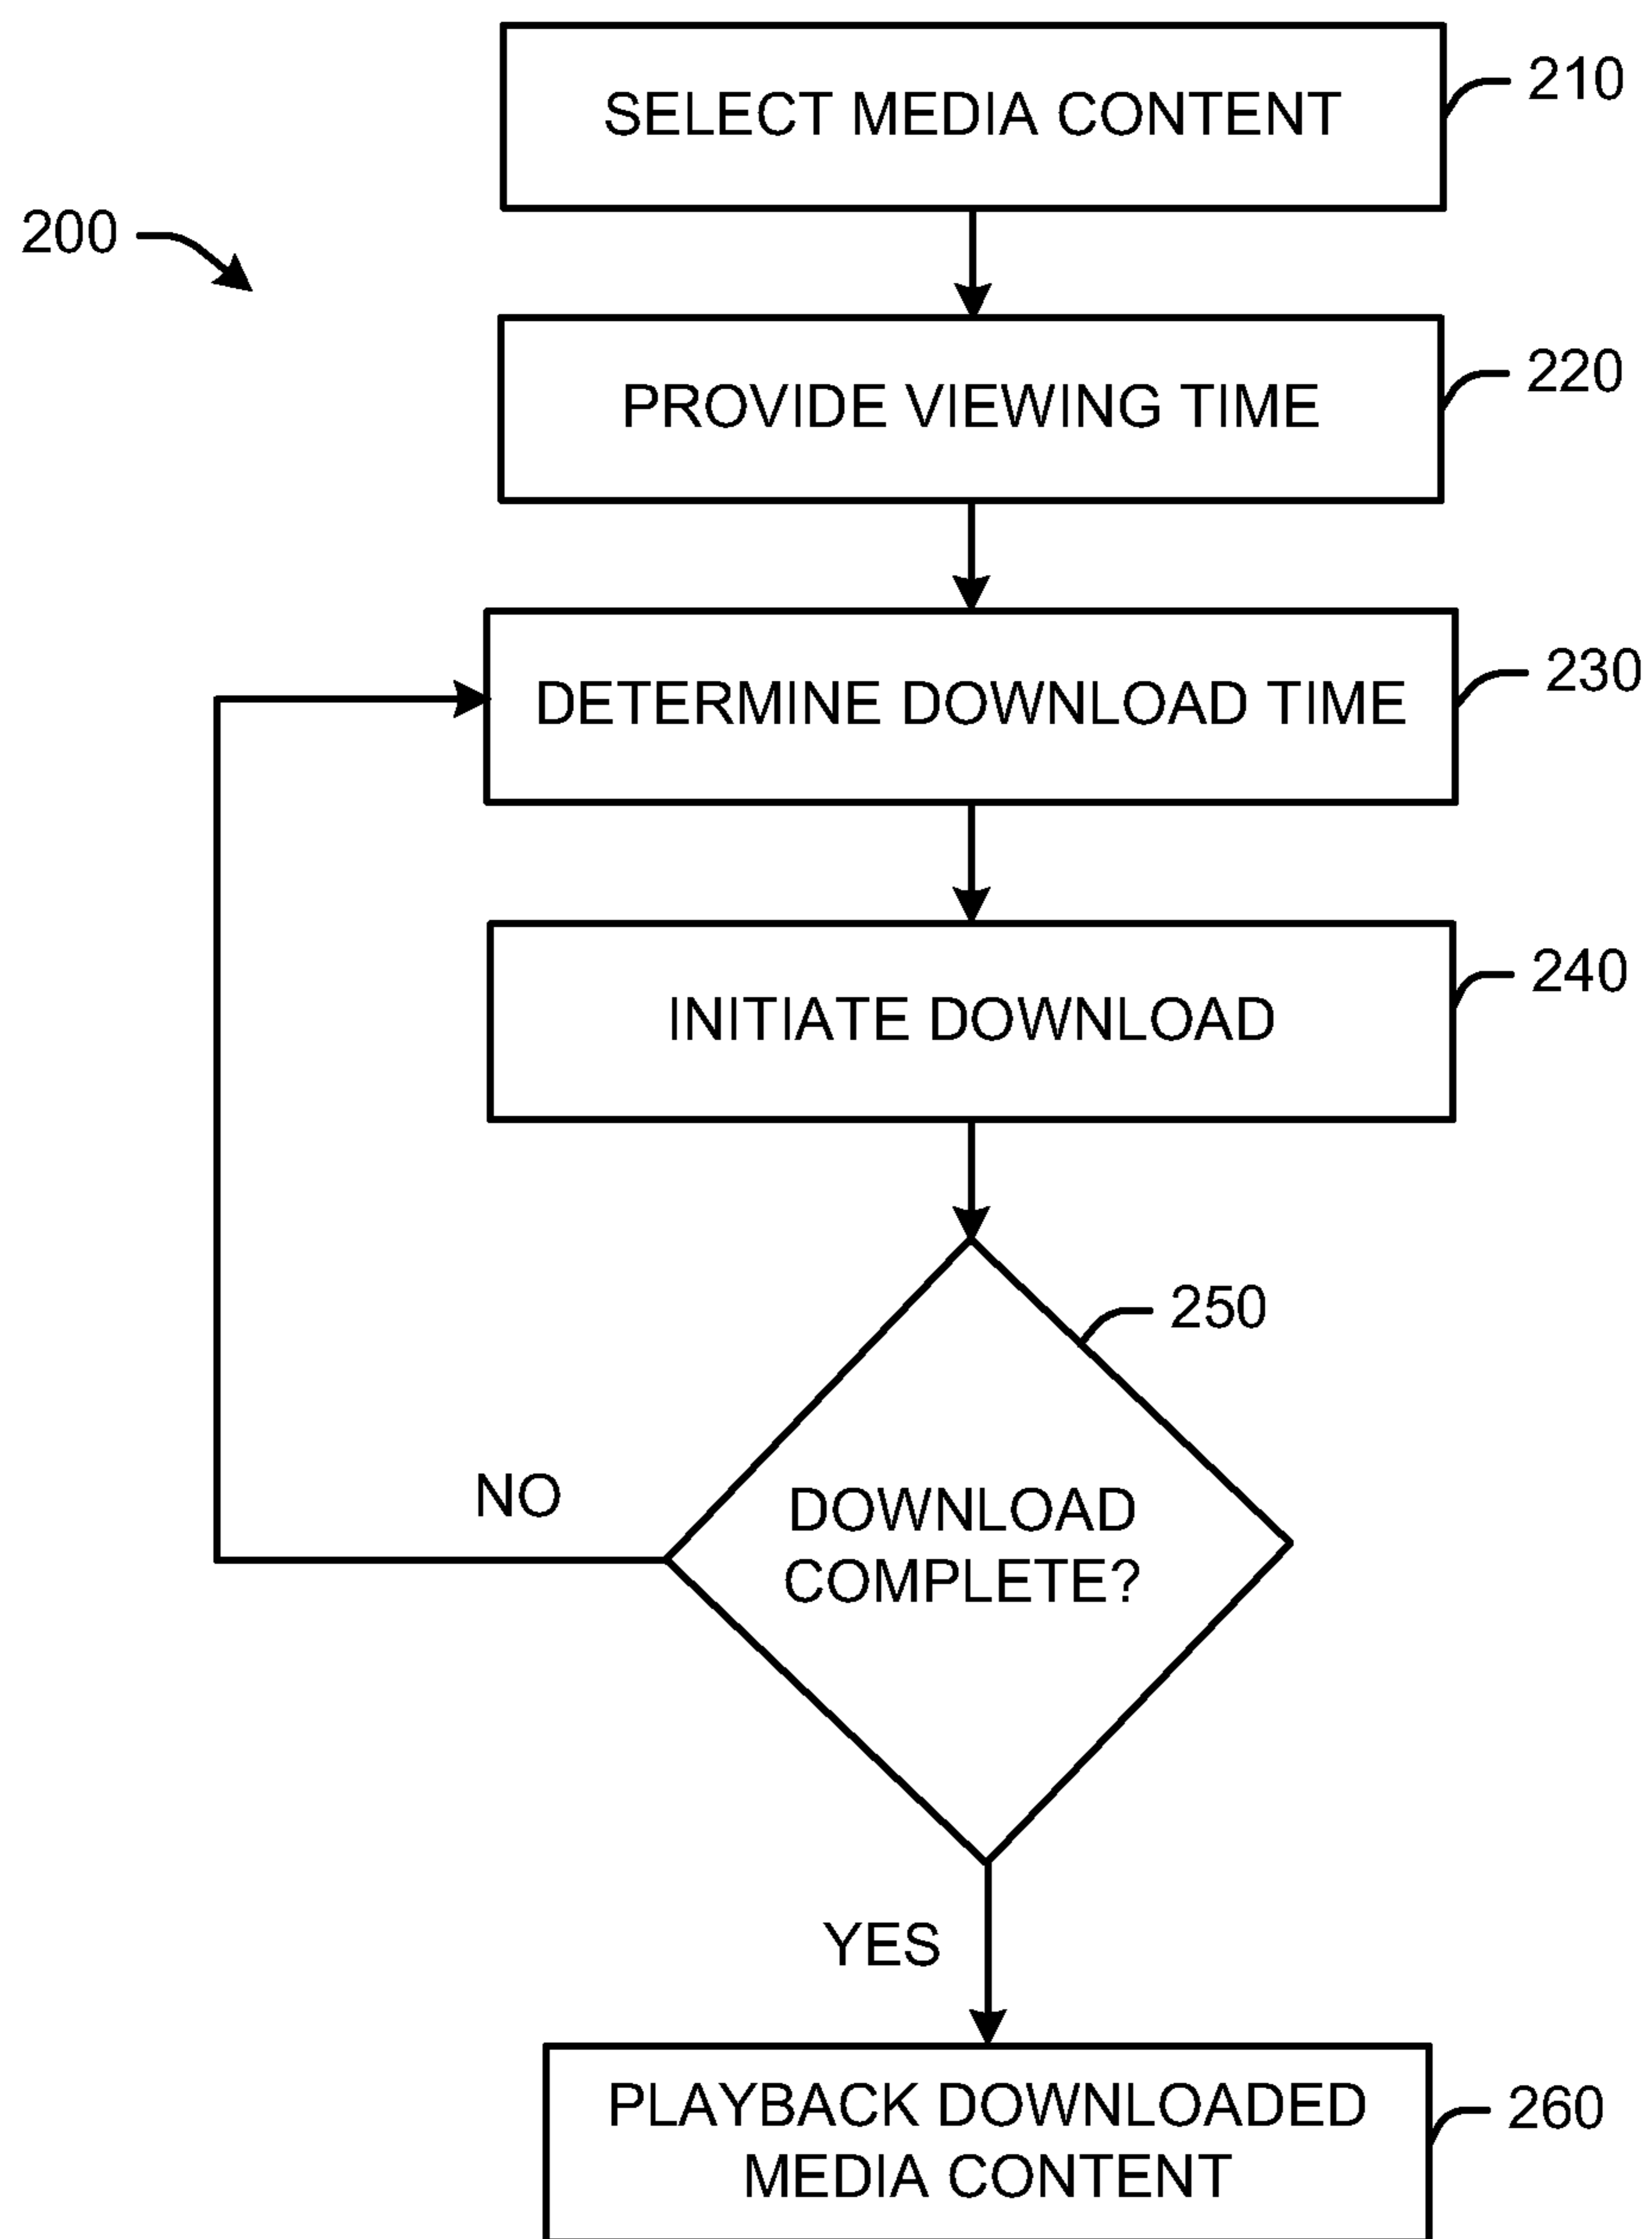 SELECT MEDIA CONTENT
210
200
PROVIDE VIEWING TIME
220
DETERMINE DOWNLOAD TIME
230
INITIATE DOWNLOAD
240
250
NO
DOWNLOAD
COMPLETE?
YES
PLAYBACK DOWNLOADED
MEDIA CONTENT
260